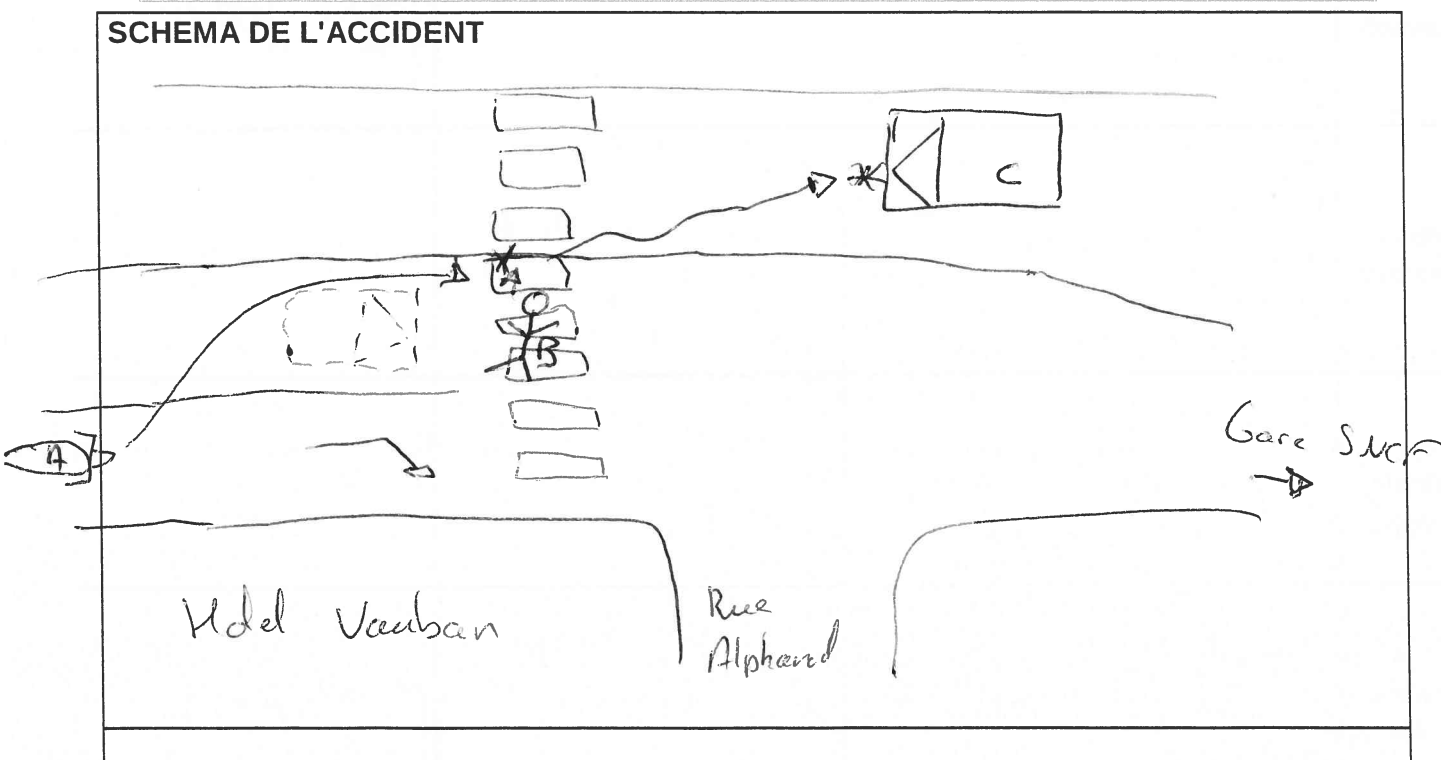 SCHEMA DE L'ACCIDENT
C
A
B
A
Gare SNCF
Hotel Vauban
Rue
Alphand